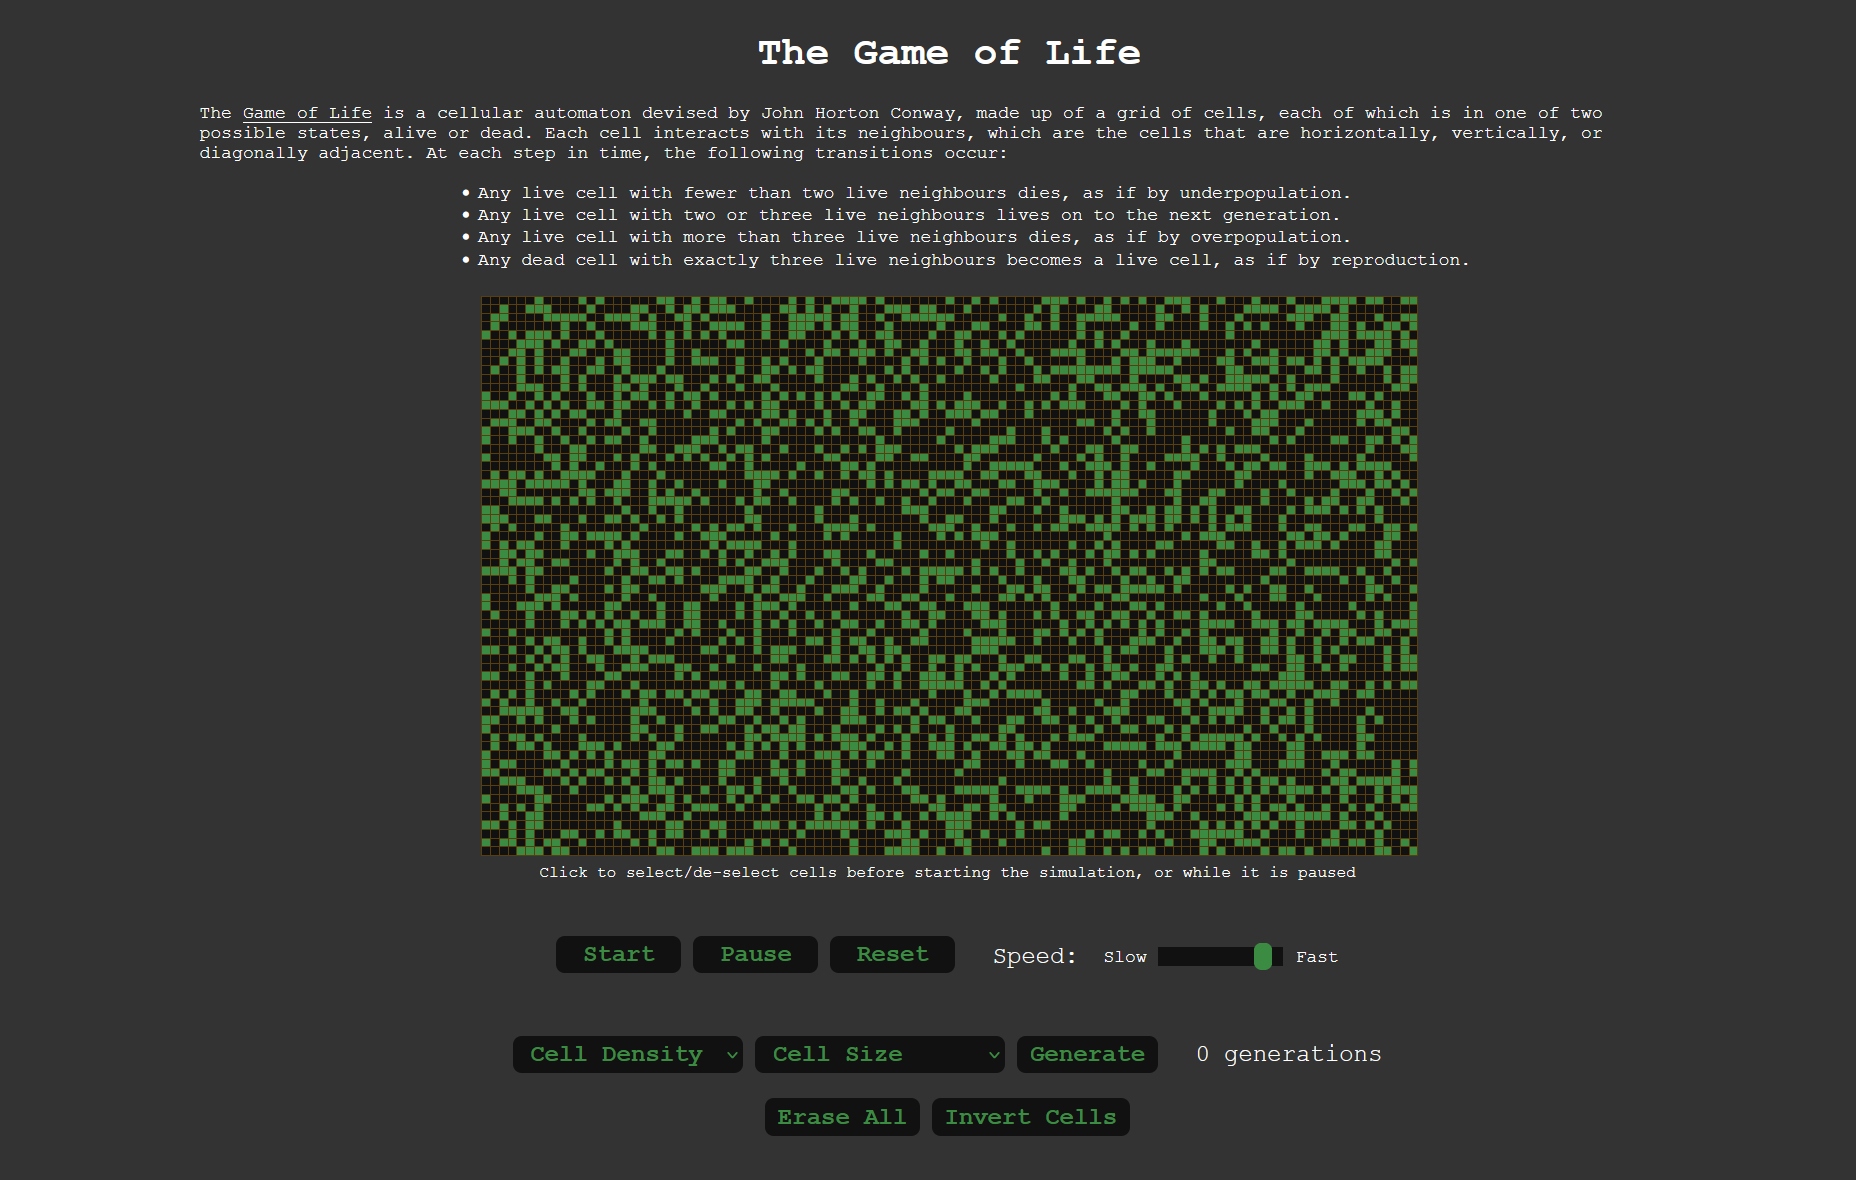 The Game of Life
The Game of Life is a cellular automaton devised by John Horton Conway, made up of a grid of cells, each of which is in one of two
possible states, alive or dead. Each cell interacts with its neighbours, which are the cells that are horizontally, vertically, or
diagonally adjacent. At each step in time, the following transitions occur:
• Any live cell with fewer than two live neighbours dies, as if by underpopulation.
• Any live cell with two or three live neighbours lives on to the next generation.
• Any live cell with more than three live neighbours dies, as if by overpopulation.
• Any dead cell with exactly three live neighbours becomes a live cell, as if by reproduction.
Click to select/de-select cells before starting the simulation, or while it is paused
Start Pause Reset Speed: Slow Fast
Cell Density Cell Size Generate 0 generations
Erase All Invert Cells